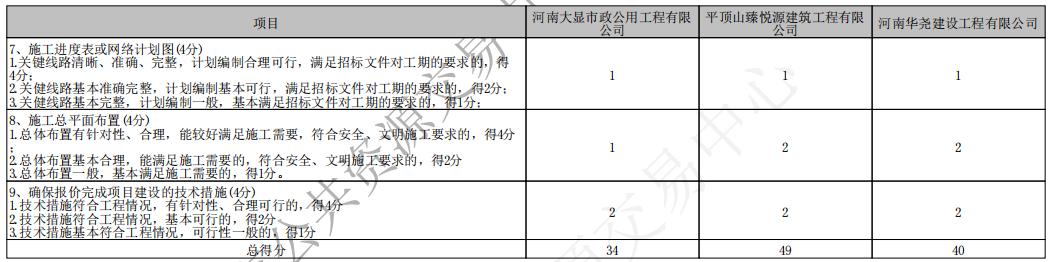 项目
河南大显市政公用工程有限公司
平顶山臻悦源建筑工程有限公司
河南华尧建设工程有限公司
7、施工进度表或网络计划图(4分)
1.关键线路清晰、准确、完整，计划编制合理可行，满足招标文件对工期的要求的，得
4分；
2.关健线路基本准确完整，计划编制基本可行，满足招标文件对工期的要求的，得2分；
3.关健线路基本完整，计划编制一般，基本满足招标文件对工期的要求的，得1分；
1
1
1
8、施工总平面布置(4分)
1.总体布置有针对性、合理，能较好满足施工需要，符合安全、文明施工要求的，得4分
；
2.总体布置基本合理，能满足施工需要的，符合安全、文明施工要求的，得2分
3.总体布置一般，基本满足施工需要的，得1分。
1
2
2
9、确保报价完成项目建设的技术措施(4分)
1.技术措施符合工程情况，有针对性、合理可行的，得4分
2.技术措施符合工程情况，基本可行的，得2分
3.技术措施基本符合工程情况，可行性一般的，得1分
2
2
2
总得分
34
49
40
公共资源交易
源交易中心